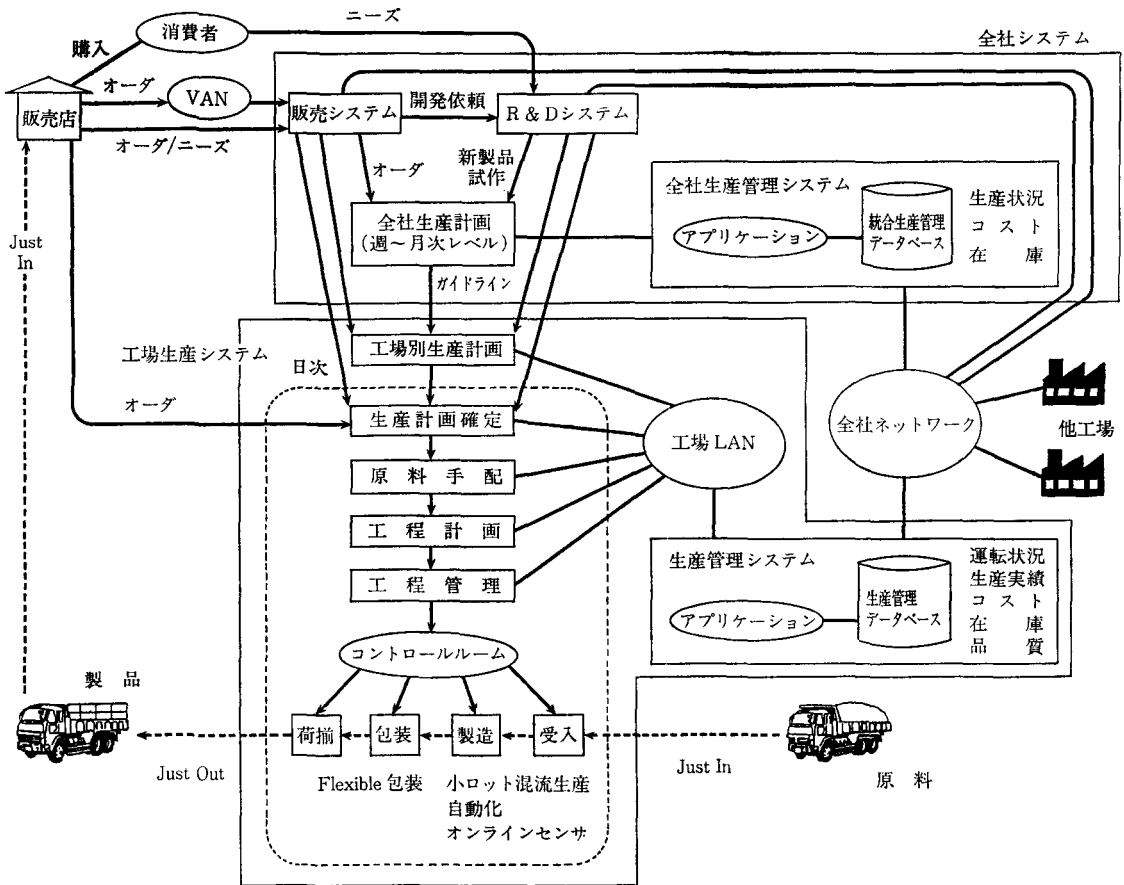 ニーズ
消費者
全社システム
購入
オーダ
VAN
販売システム
開発依頼
R&Dシステム
販売店
オーダ/ニーズ
オーダ
新製品
試作
全社生産管理システム
生産状況
コスト
在庫
アプリケーション
統合生産管理
データベース
全社生産計画
(週~月次レベル)
Just
In
ガイドライン
工場生産システム
日次
工場別生産計画
オーダ
生産計画確定
工場LAN
全社ネットワーク
他工場
原料手配
工程計画
工程管理
生産管理システム
運転状況
生産実績
コスト
在庫
品質
アプリケーション
生産管理
データベース
コントロールルーム
製品
荷揃
包装
製造
受入
Just Out
Just In
原料
Flexible 包装
小ロット混流生産
自動化
オンラインセンサ